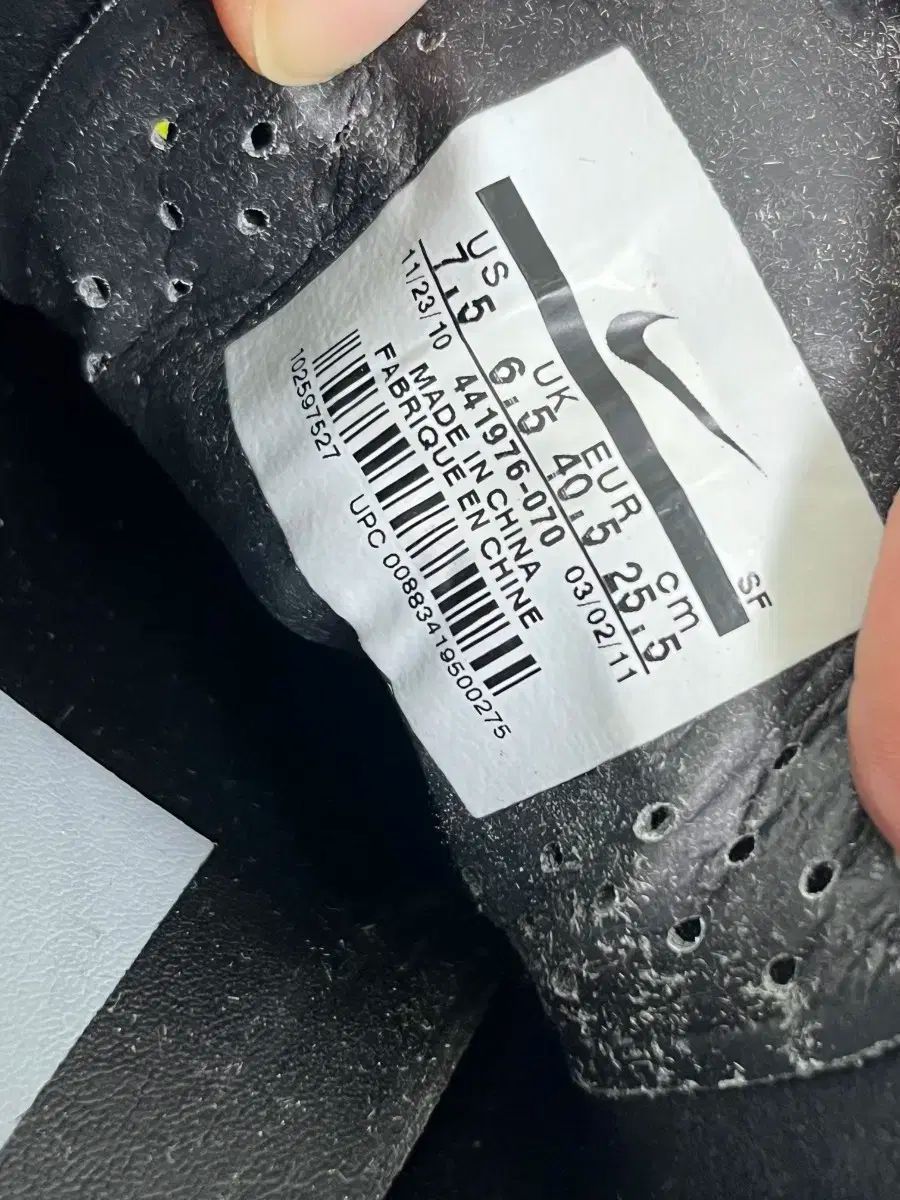 SF
US UK EUR cm
7.5 6.5 40.5 25.5
11/23/10 441976-070 03/02/11
MADE IN CHINA
FABRIQUE EN CHINE
102597527
UPC 00883419500275